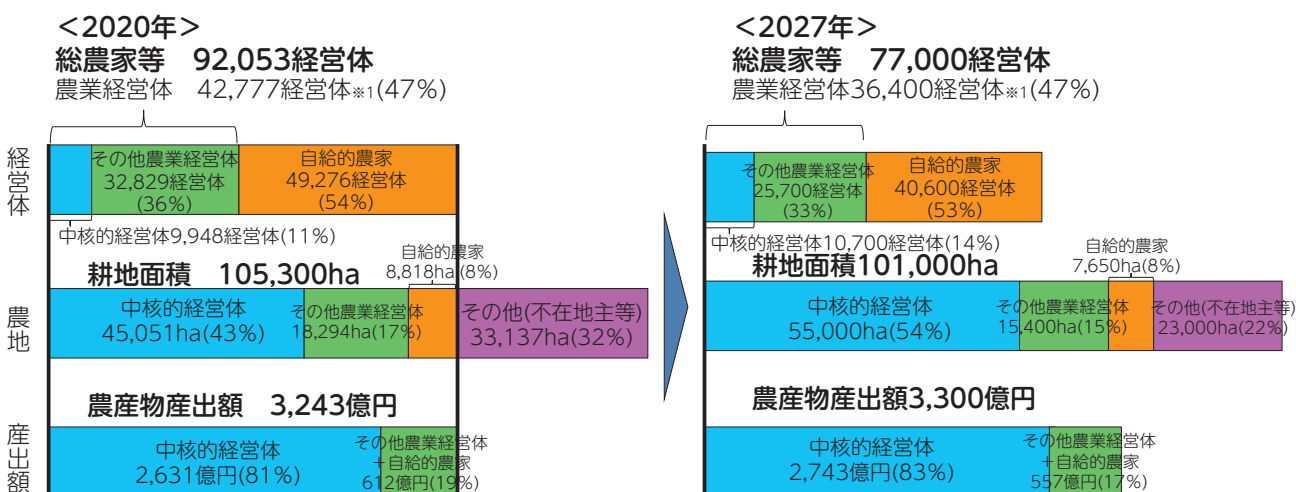 <2020年>
総農家等　92,053経営体
農業経営体　42,777経営体※1(47%)
経営体
その他農業経営体
32,829経営体
(36%)
自給的農家
49,276経営体
(54%)
中核的経営体9,948経営体(11%)
耕地面積　105,300ha
自給的農家
8,818ha(8%)
農地
中核的経営体
45,051ha(43%)
その他農業経営体
18,294ha(17%)
その他(不在地主等)
33,137ha(32%)
農産物産出額　3,243億円
産出額
中核的経営体
2,631億円(81%)
その他農業経営体
＋自給的農家
612億円(19%)
<2027年>
総農家等　77,000経営体
農業経営体36,400経営体※1(47%)
その他農業経営体
25,700経営体
(33%)
自給的農家
40,600経営体
(53%)
中核的経営体10,700経営体(14%)
耕地面積101,000ha
自給的農家
7,650ha(8%)
中核的経営体
55,000ha(54%)
その他農業経営体
15,400ha(15%)
その他(不在地主等)
23,000ha(22%)
農産物産出額3,300億円
中核的経営体
2,743億円(83%)
その他農業経営体
＋自給的農家
557億円(17%)